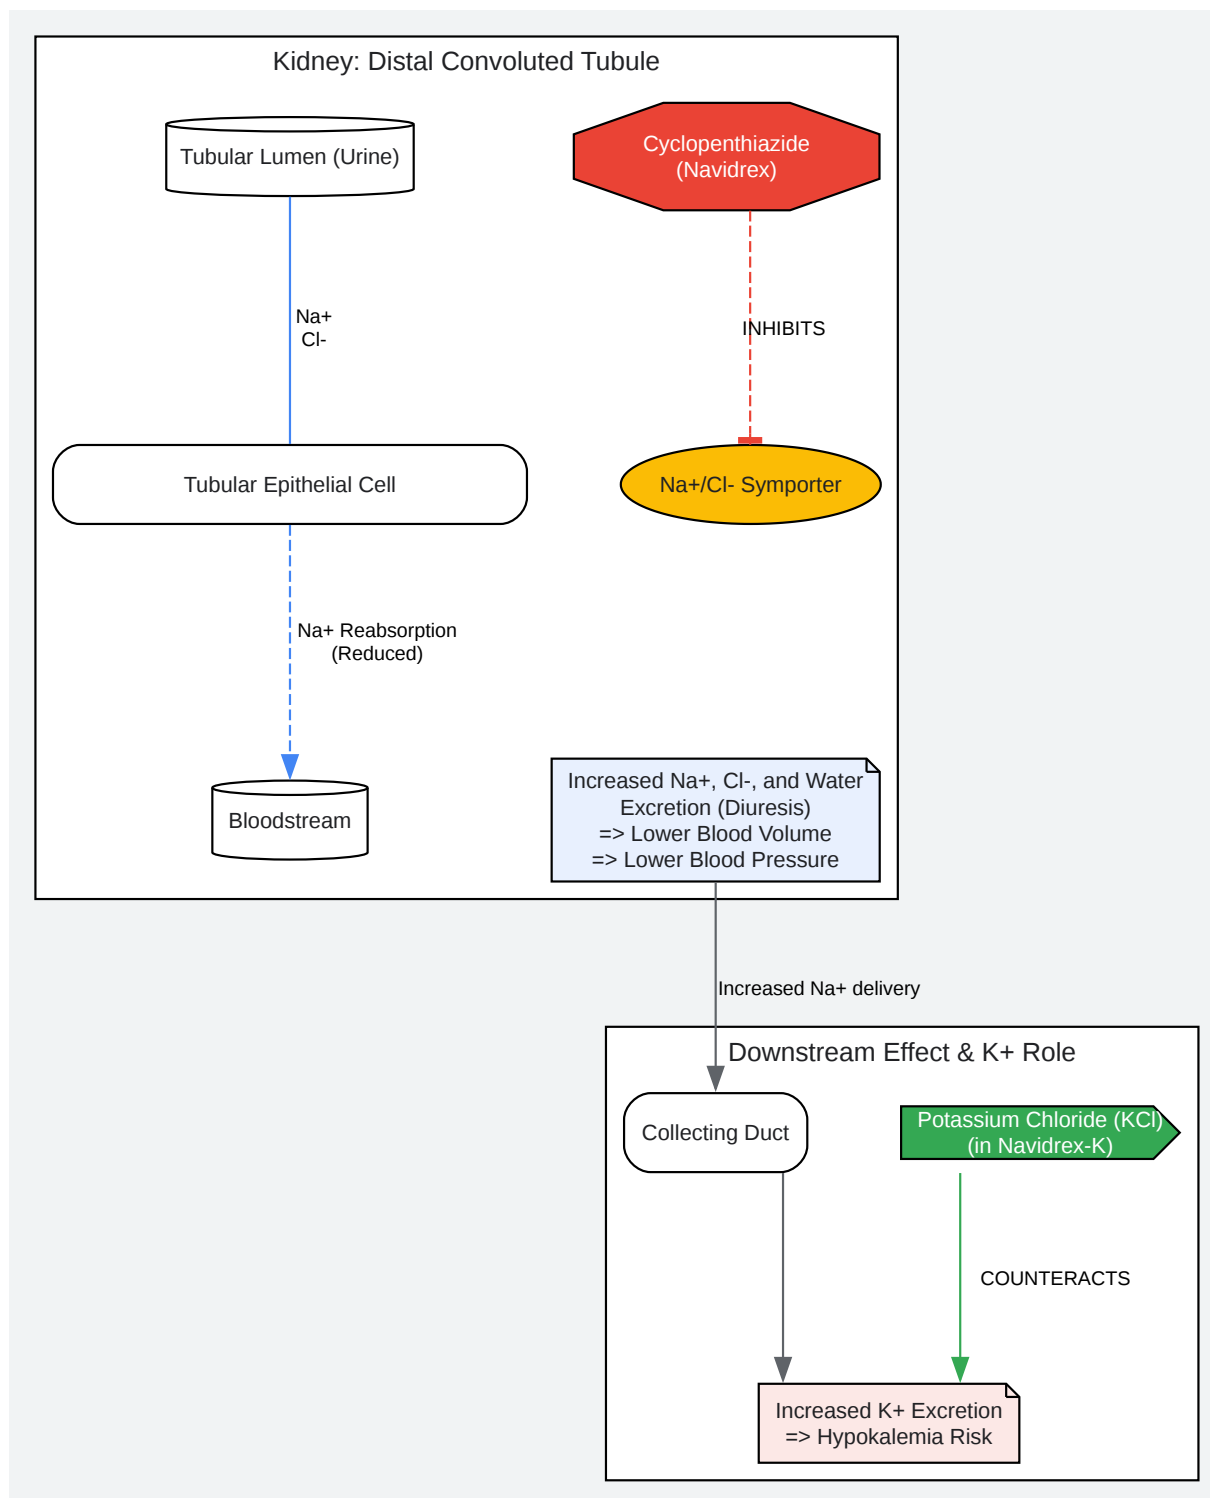 Kidney: Distal Convoluted Tubule
Tubular Lumen (Urine)
Cyclopenthiazide
(Navidrex)
Na+
Cl-
INHIBITS
Tubular Epithelial Cell
Na+/Cl- Symporter
Na+ Reabsorption
(Reduced)
Bloodstream
Increased Na+, Cl-, and Water
Excretion (Diuresis)
=> Lower Blood Volume
=> Lower Blood Pressure
Increased Na+ delivery
Downstream Effect & K+ Role
Collecting Duct
Potassium Chloride (KCl)
(in Navidrex-K)
COUNTERACTS
Increased K+ Excretion
=> Hypokalemia Risk